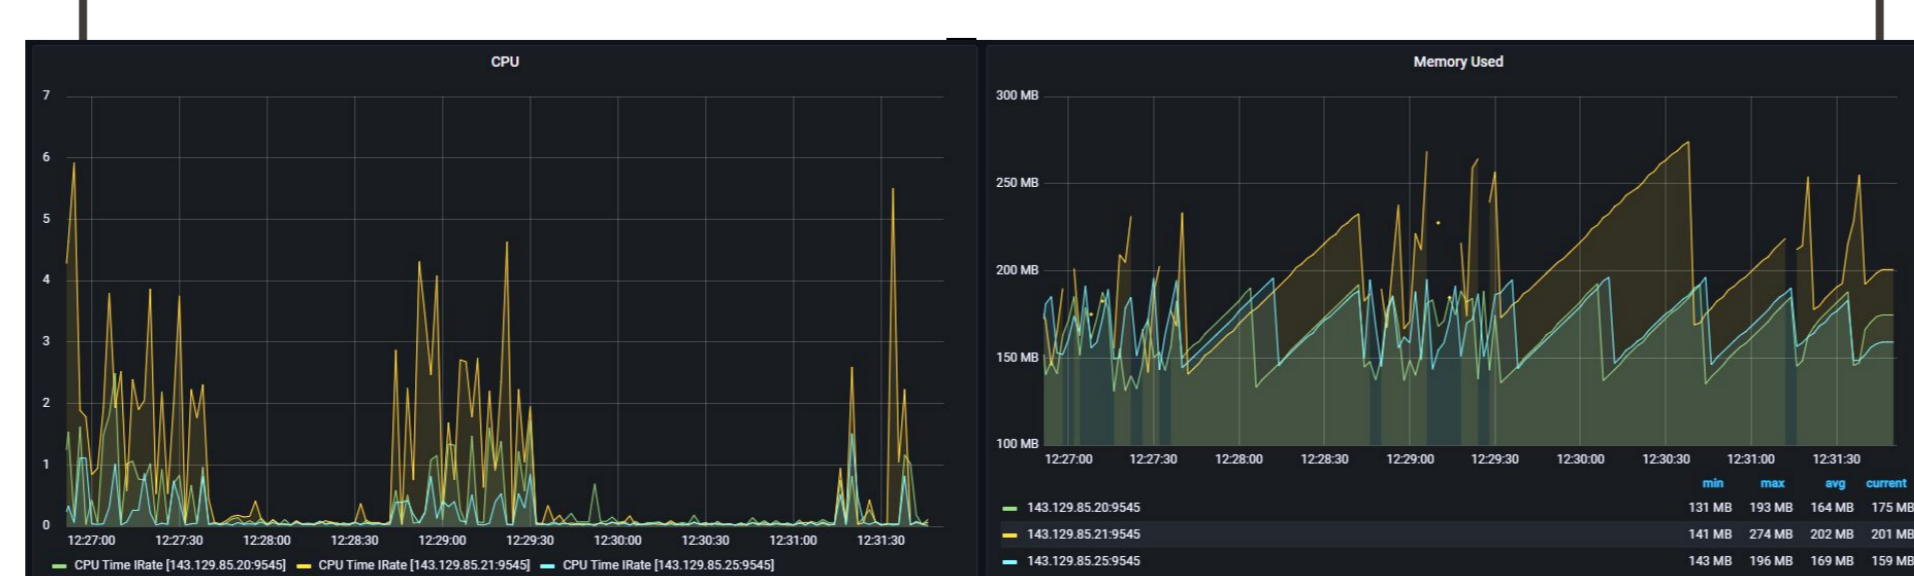 CPU
7
6
5
4
3
2
1
0
12:27:00 12:27:30 12:28:00 12:28:30 12:29:00 12:29:30 12:30:00 12:30:30 12:31:00 12:31:30
CPU Time IRate [143.129.85.20:9545] CPU Time IRate [143.129.85.21:9545] CPU Time IRate [143.129.85.25:9545]
Memory Used
300 MB
250 MB
200 MB
150 MB
100 MB
12:27:00 12:27:30 12:28:00 12:28:30 12:29:00 12:29:30 12:30:00 12:30:30 12:31:00 12:31:30
min max avg current
143.129.85.20:9545 131 MB 193 MB 164 MB 175 MB
143.129.85.21:9545 141 MB 274 MB 202 MB 201 MB
143.129.85.25:9545 143 MB 196 MB 169 MB 159 MB